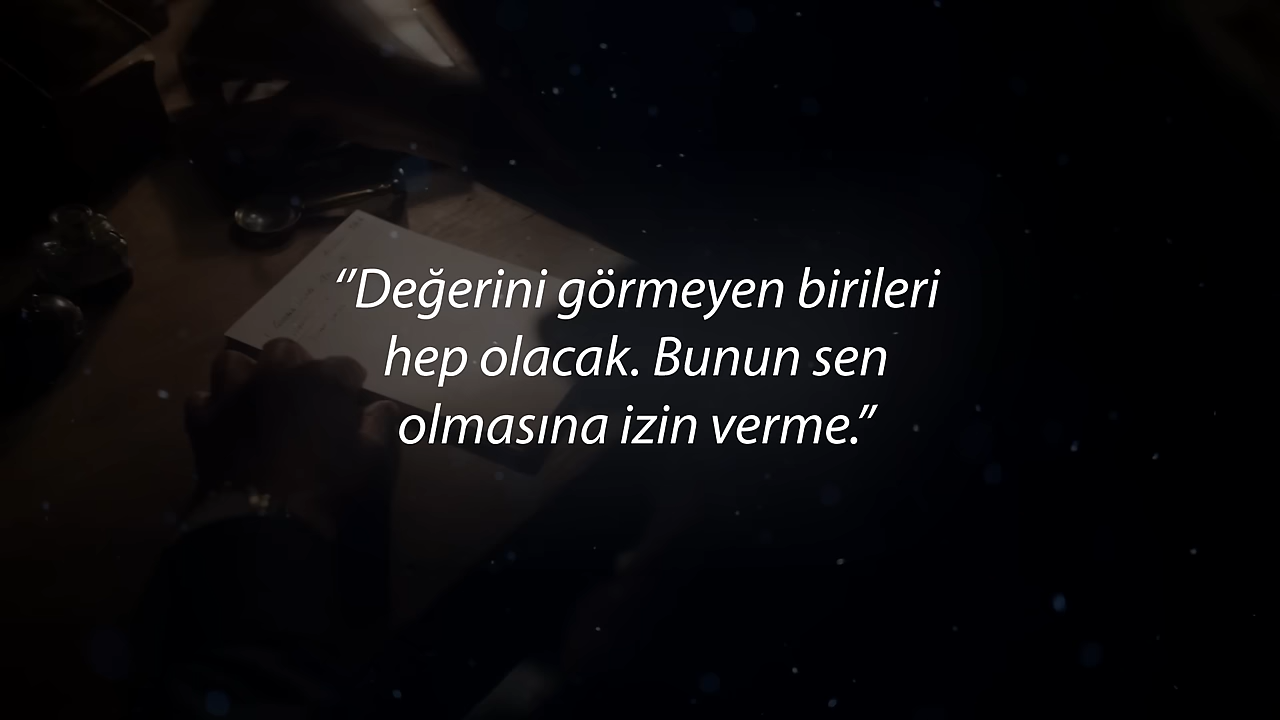 “Değerini görmeyen birileri
hep olacak. Bunun sen
olmasına izin verme.”